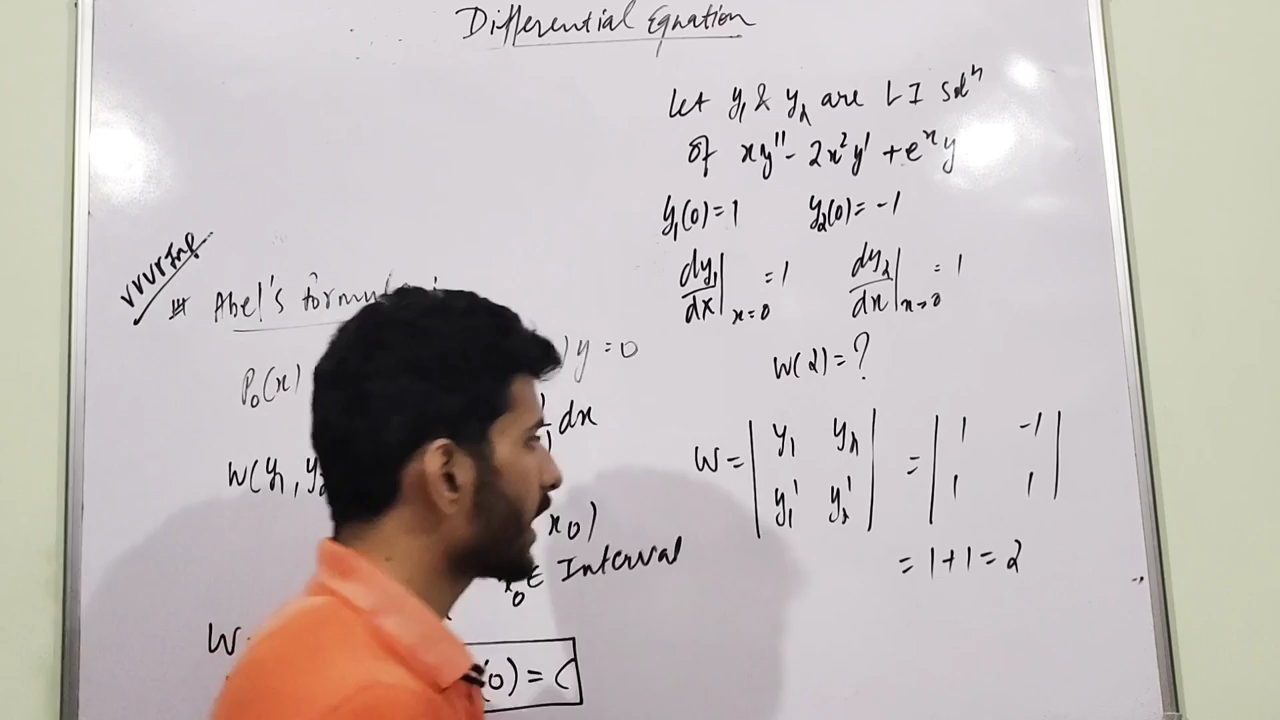 Differential Equation
Let y₁ & y₂ are LI solⁿ
of xy'' - 2x²y' + eˣy
y₁(0)=1 y₂(0)=-1
dy₁/dx|ₓ₌₀ = 1 dy₂/dx|ₓ₌₀ = 1
W(2)=?
W = | y₁ y₂ | = | 1 -1 |
| y₁' y₂' | | 1 1 |
= 1+1=2
VVVV Imp
Abel's formula :
P₀(x) )y = 0
dx
W(y₁, y₂
x₀)
x₀ ∈ Interval
W
(0) = C